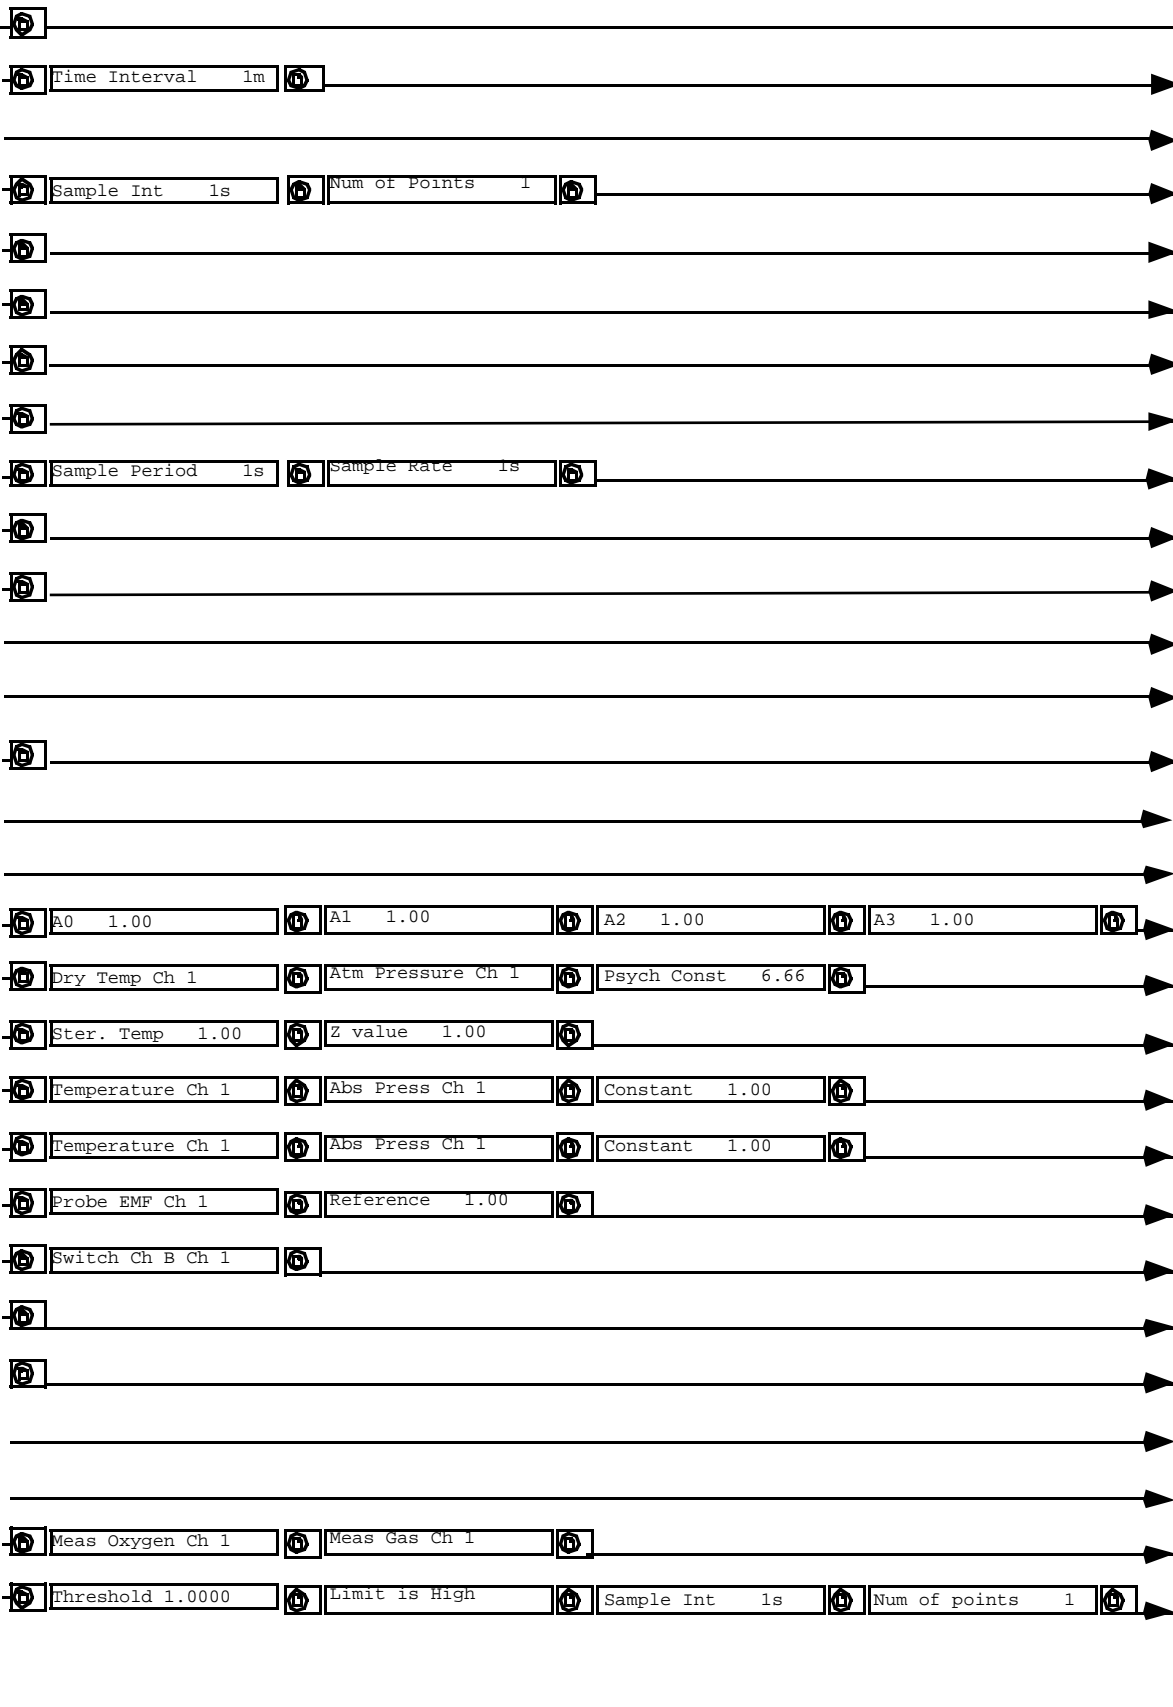 Time Interval 1m
Sample Int 1s Num of Points 1
Sample Period 1s Sample Rate 1s
A0 1.00 A1 1.00 A2 1.00 A3 1.00
Dry Temp Ch 1 Atm Pressure Ch 1 Psych Const 6.66
Ster. Temp 1.00 Z value 1.00
Temperature Ch 1 Abs Press Ch 1 Constant 1.00
Temperature Ch 1 Abs Press Ch 1 Constant 1.00
Probe EMF Ch 1 Reference 1.00
Switch Ch B Ch 1
Meas Oxygen Ch 1 Meas Gas Ch 1
Threshold 1.0000 Limit is High Sample Int 1s Num of points 1